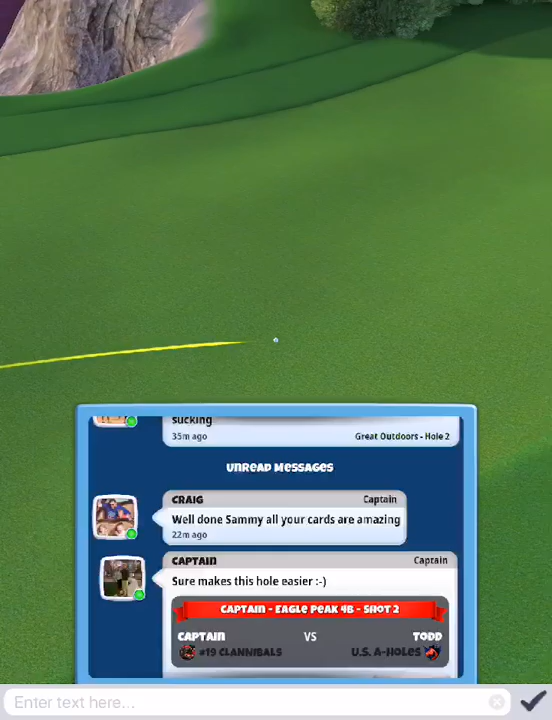 sucking
35m ago Great Outdoors - Hole 2
Unread Messages
CRAIG Captain
Well done Sammy all your cards are amazing
22m ago
CAPTAIN Captain
Sure makes this hole easier :-)
CAPTAIN - EAGLE PEAK 4B - SHOT 2
CAPTAIN VS TODD
#19 CLANNIBALS U.S. A-HOLES
Enter text here...